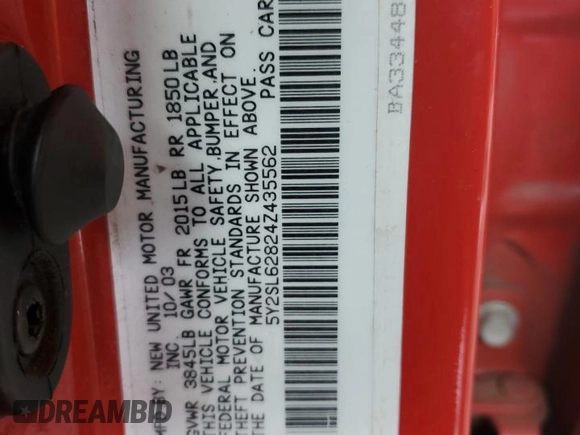 MFD BY: NEW UNITED MOTOR MANUFACTURING
INC. 10/03
GVWR 3845LB GAWR FR 2015LB RR 1850LB
THIS VEHICLE CONFORMS TO ALL APPLICABLE
FEDERAL MOTOR VEHICLE SAFETY, BUMPER, AND
THEFT PREVENTION STANDARDS IN EFFECT ON
THE DATE OF MANUFACTURE SHOWN ABOVE.
5Y2SL62824Z435562 PASS CAR
BA33448
DREAMBID